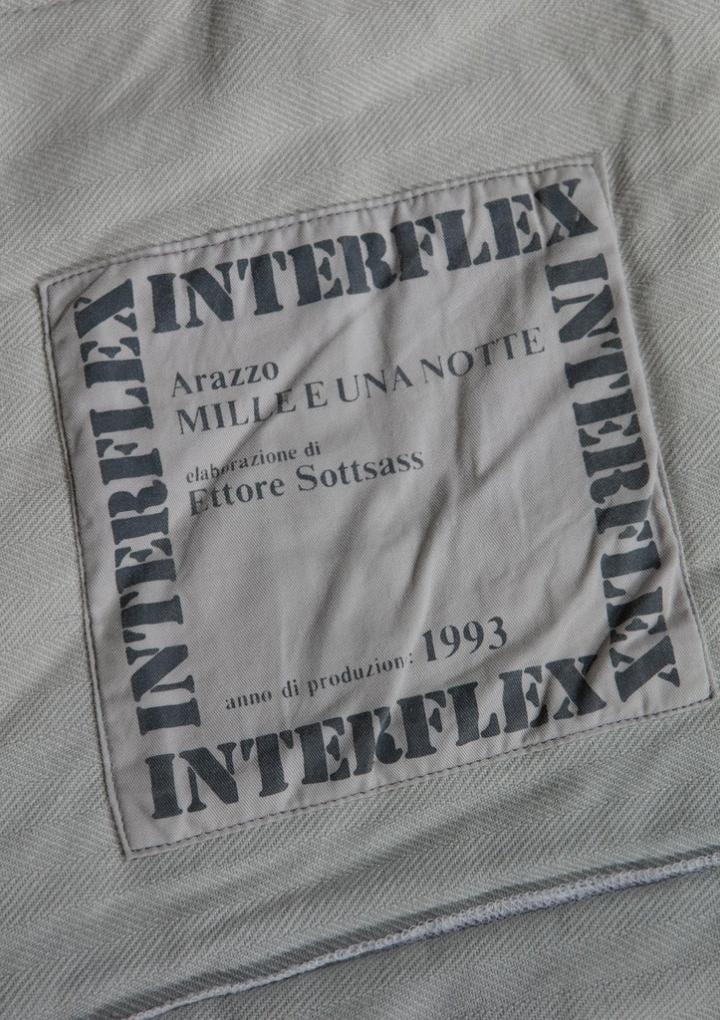 INTERFLEX
INTERFLEX
INTERFLEX
Arazzo
MILLE E UNA NOTTE
elaborazione di
Ettore Sottsass
anno di produzione: 1993
INTERFLEX